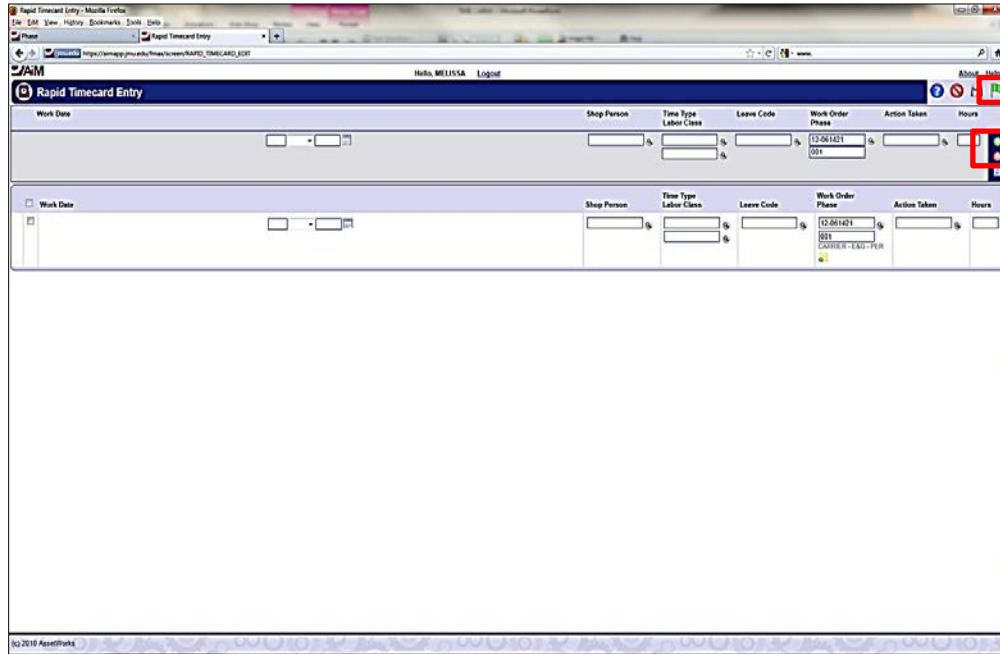 Rapid Timecard Entry - Mozilla Firefox
File Edit View History Bookmarks Tools Help
Phase Rapid Timecard Entry
jmu.edu https://aimapp.jmu.edu/fmax/screen/RAPID_TIMECARD_EDIT
AiM Hello, MELISSA Logout About Help
Rapid Timecard Entry
Work Date Shop Person Time Type Leave Code Work Order Action Taken Hours
Labor Class Phase
12-061421
001
Work Date Shop Person Time Type Leave Code Work Order Action Taken Hours
Labor Class Phase
12-061421
001
CARRIER - E&G - PER
(c) 2010 AssetWorks